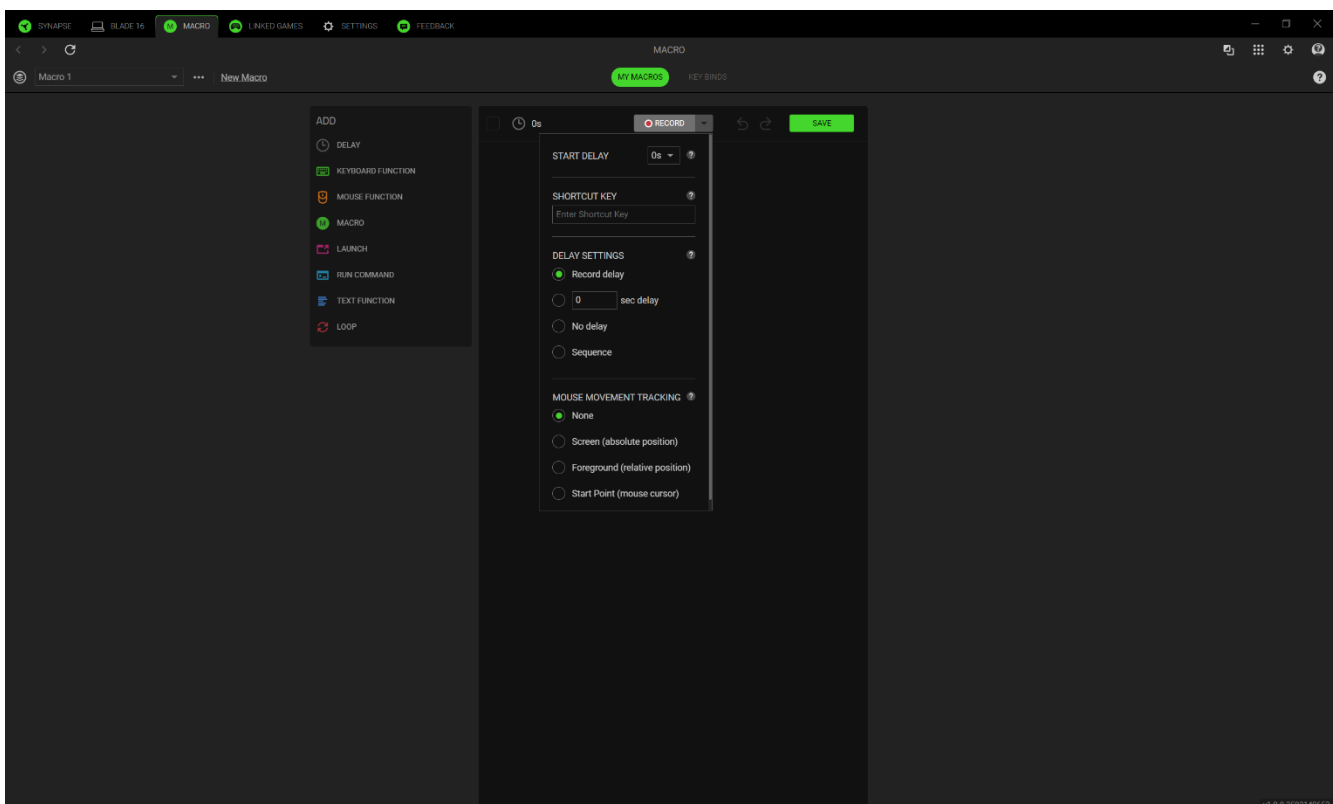 SYNAPSE BLADE 16 MACRO LINKED GAMES SETTINGS FEEDBACK
MACRO
Macro 1 New Macro MY MACROS KEY BINDS
ADD
DELAY
KEYBOARD FUNCTION
MOUSE FUNCTION
MACRO
LAUNCH
RUN COMMAND
TEXT FUNCTION
LOOP
0s RECORD SAVE
START DELAY 0s
SHORTCUT KEY
Enter Shortcut Key
DELAY SETTINGS
Record delay
0 sec delay
No delay
Sequence
MOUSE MOVEMENT TRACKING
None
Screen (absolute position)
Foreground (relative position)
Start Point (mouse cursor)